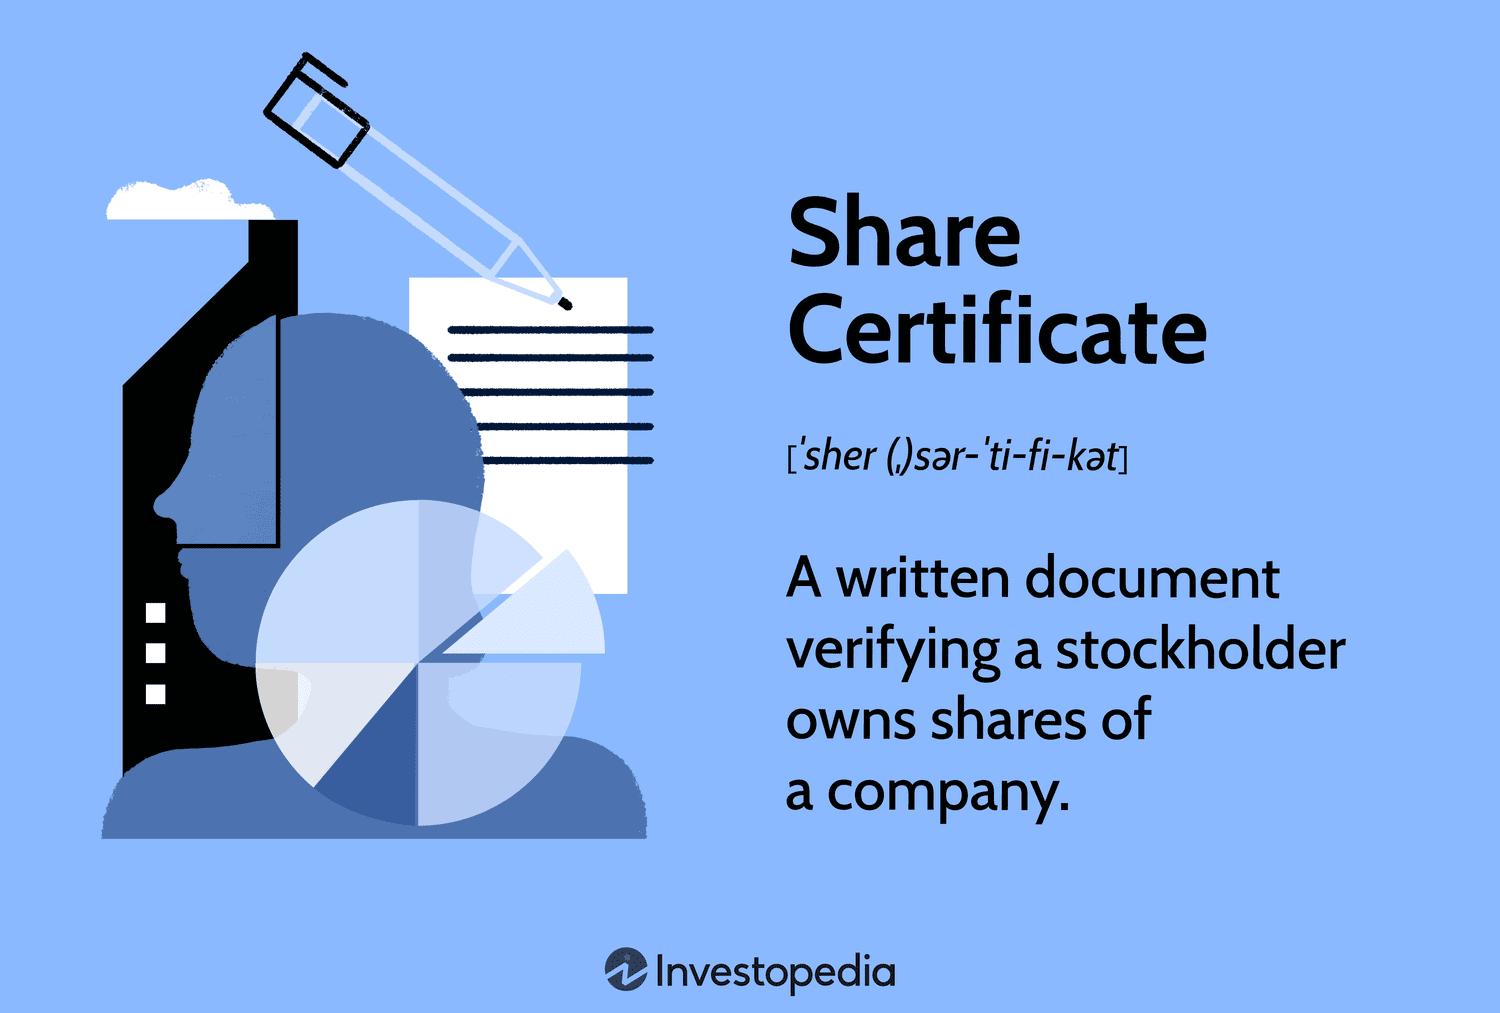 Share
Certificate
[ˈsher (ˌ)sər-ˈti-fi-kət]
A written document
verifying a stockholder
owns shares of
a company.
Investopedia